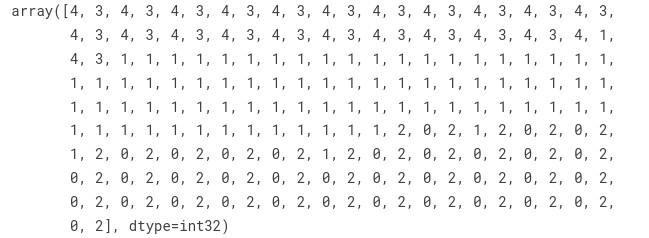 array([4, 3, 4, 3, 4, 3, 4, 3, 4, 3, 4, 3, 4, 3, 4, 3, 4, 3, 4, 3, 4, 3,
4, 3, 4, 3, 4, 3, 4, 3, 4, 3, 4, 3, 4, 3, 4, 3, 4, 3, 4, 3, 4, 1,
4, 3, 1, 1, 1, 1, 1, 1, 1, 1, 1, 1, 1, 1, 1, 1, 1, 1, 1, 1, 1, 1,
1, 1, 1, 1, 1, 1, 1, 1, 1, 1, 1, 1, 1, 1, 1, 1, 1, 1, 1, 1, 1, 1,
1, 1, 1, 1, 1, 1, 1, 1, 1, 1, 1, 1, 1, 1, 1, 1, 1, 1, 1, 1, 1, 1,
1, 1, 1, 1, 1, 1, 1, 1, 1, 1, 1, 1, 1, 2, 0, 2, 1, 2, 0, 2, 0, 2,
1, 2, 0, 2, 0, 2, 0, 2, 0, 2, 1, 2, 0, 2, 0, 2, 0, 2, 0, 2, 0, 2,
0, 2, 0, 2, 0, 2, 0, 2, 0, 2, 0, 2, 0, 2, 0, 2, 0, 2, 0, 2, 0, 2,
0, 2, 0, 2, 0, 2, 0, 2, 0, 2, 0, 2, 0, 2, 0, 2, 0, 2, 0, 2, 0, 2,
0, 2], dtype=int32)